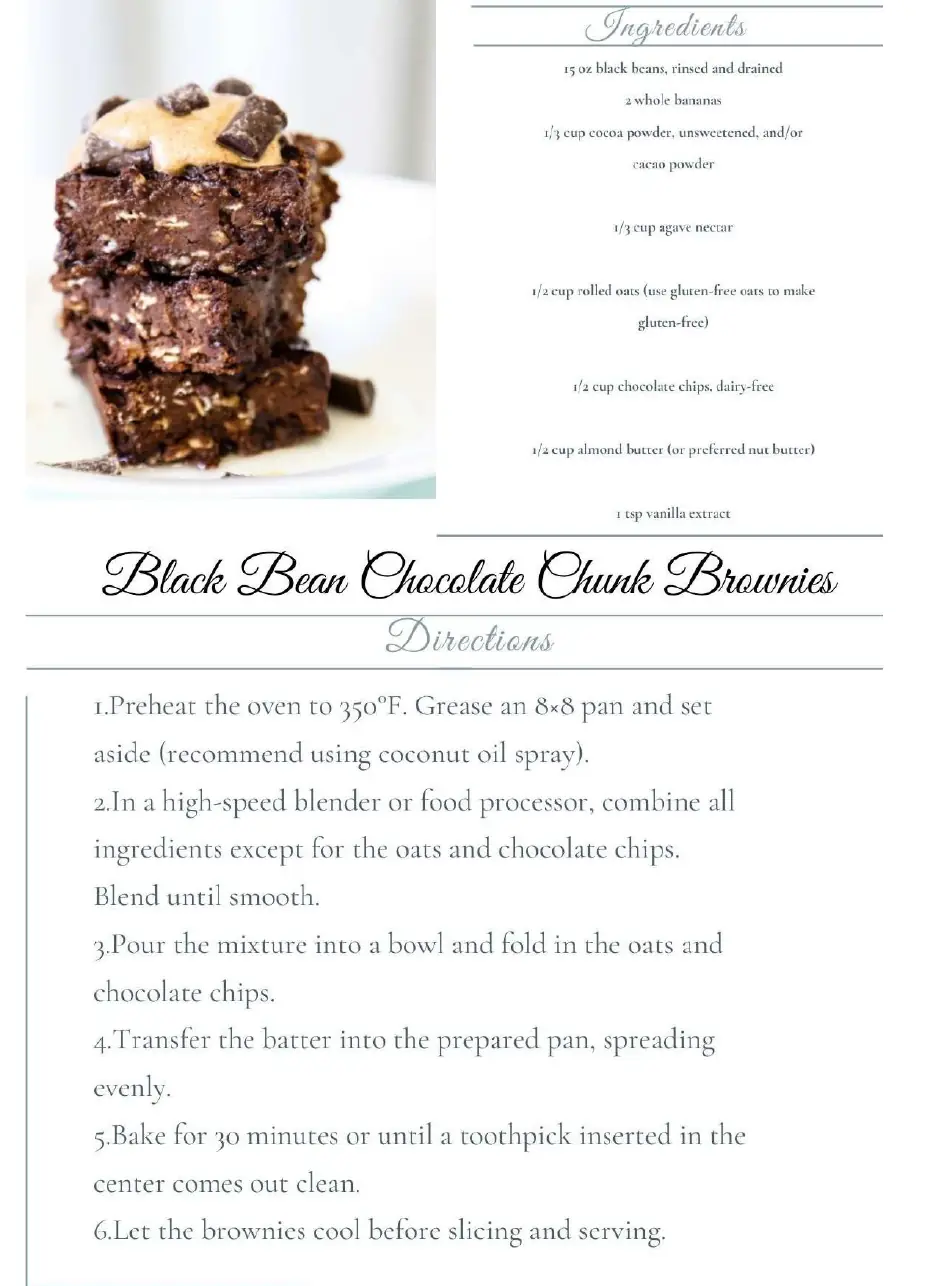 Ingredients
15 oz black beans, rinsed and drained
2 whole bananas
1/3 cup cocoa powder, unsweetened, and/or
cacao powder
1/3 cup agave nectar
1/2 cup rolled oats (use gluten-free oats to make
gluten-free)
1/2 cup chocolate chips, dairy-free
1/2 cup almond butter (or preferred nut butter)
1 tsp vanilla extract
Black Bean Chocolate Chunk Brownies
Directions
1.Preheat the oven to 350°F. Grease an 8×8 pan and set
aside (recommend using coconut oil spray).
2.In a high-speed blender or food processor, combine all
ingredients except for the oats and chocolate chips.
Blend until smooth.
3.Pour the mixture into a bowl and fold in the oats and
chocolate chips.
4.Transfer the batter into the prepared pan, spreading
evenly.
5.Bake for 30 minutes or until a toothpick inserted in the
center comes out clean.
6.Let the brownies cool before slicing and serving.